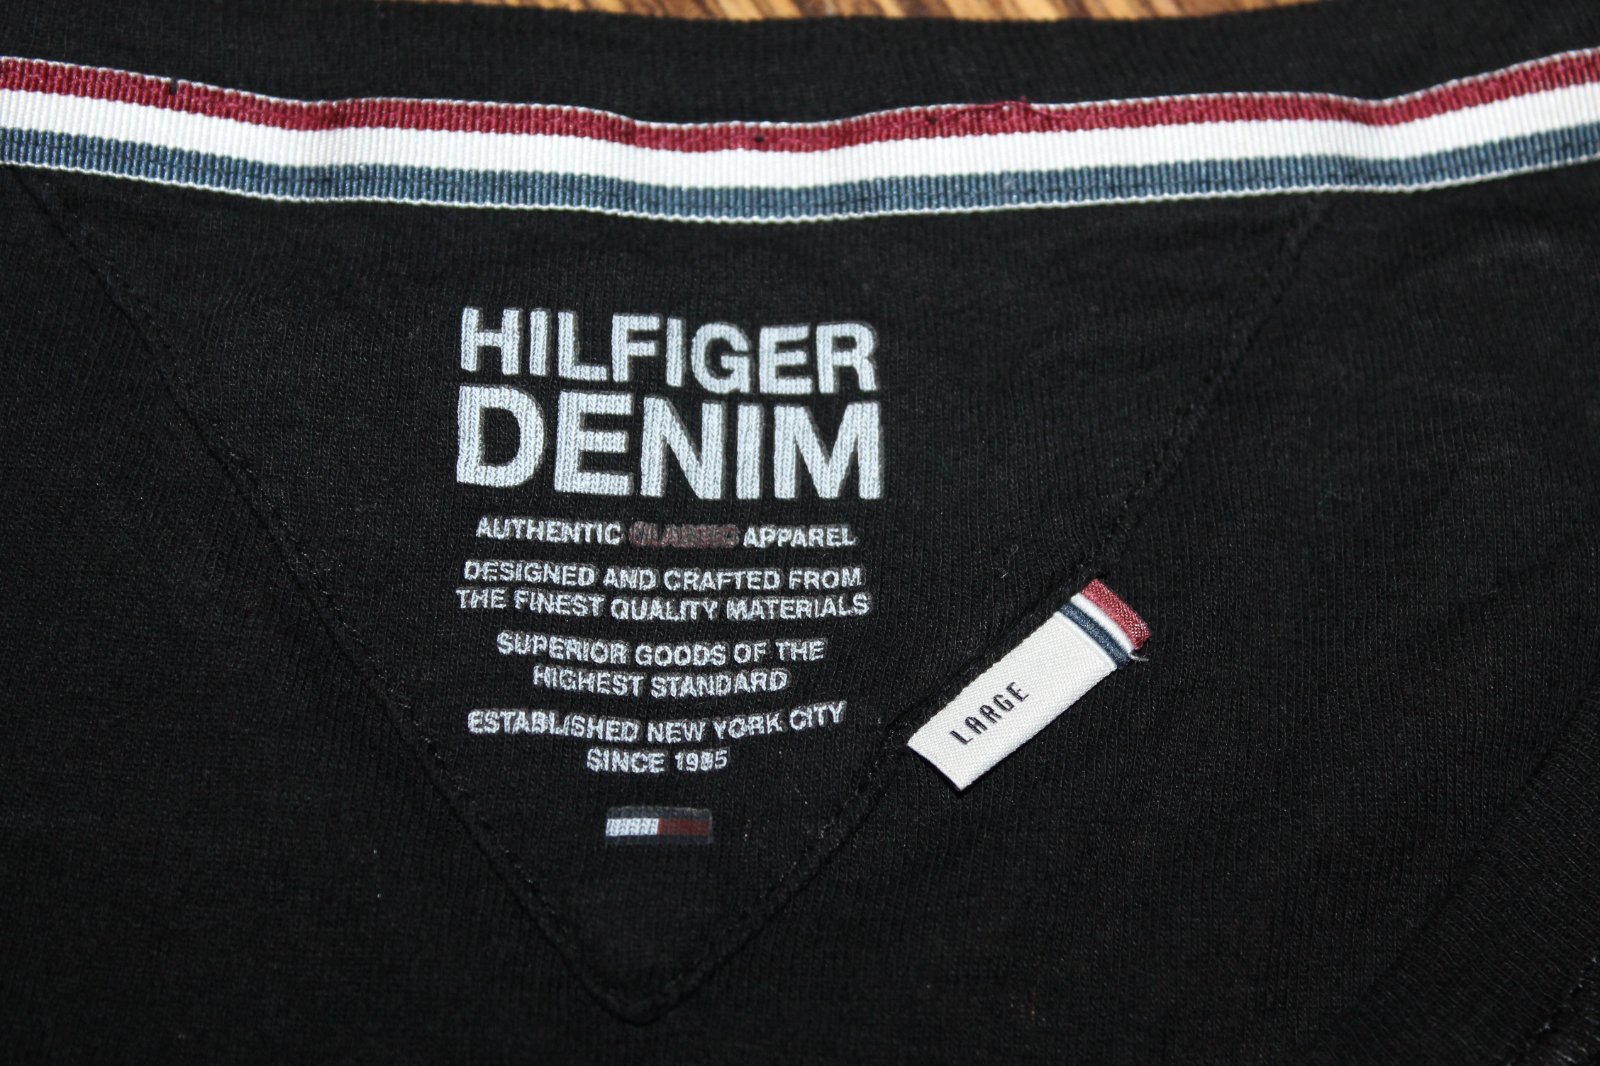 HILFIGER
DENIM
AUTHENTIC CLASSIC APPAREL
DESIGNED AND CRAFTED FROM
THE FINEST QUALITY MATERIALS
SUPERIOR GOODS OF THE
HIGHEST STANDARD
ESTABLISHED NEW YORK CITY
SINCE 1985
LARGE